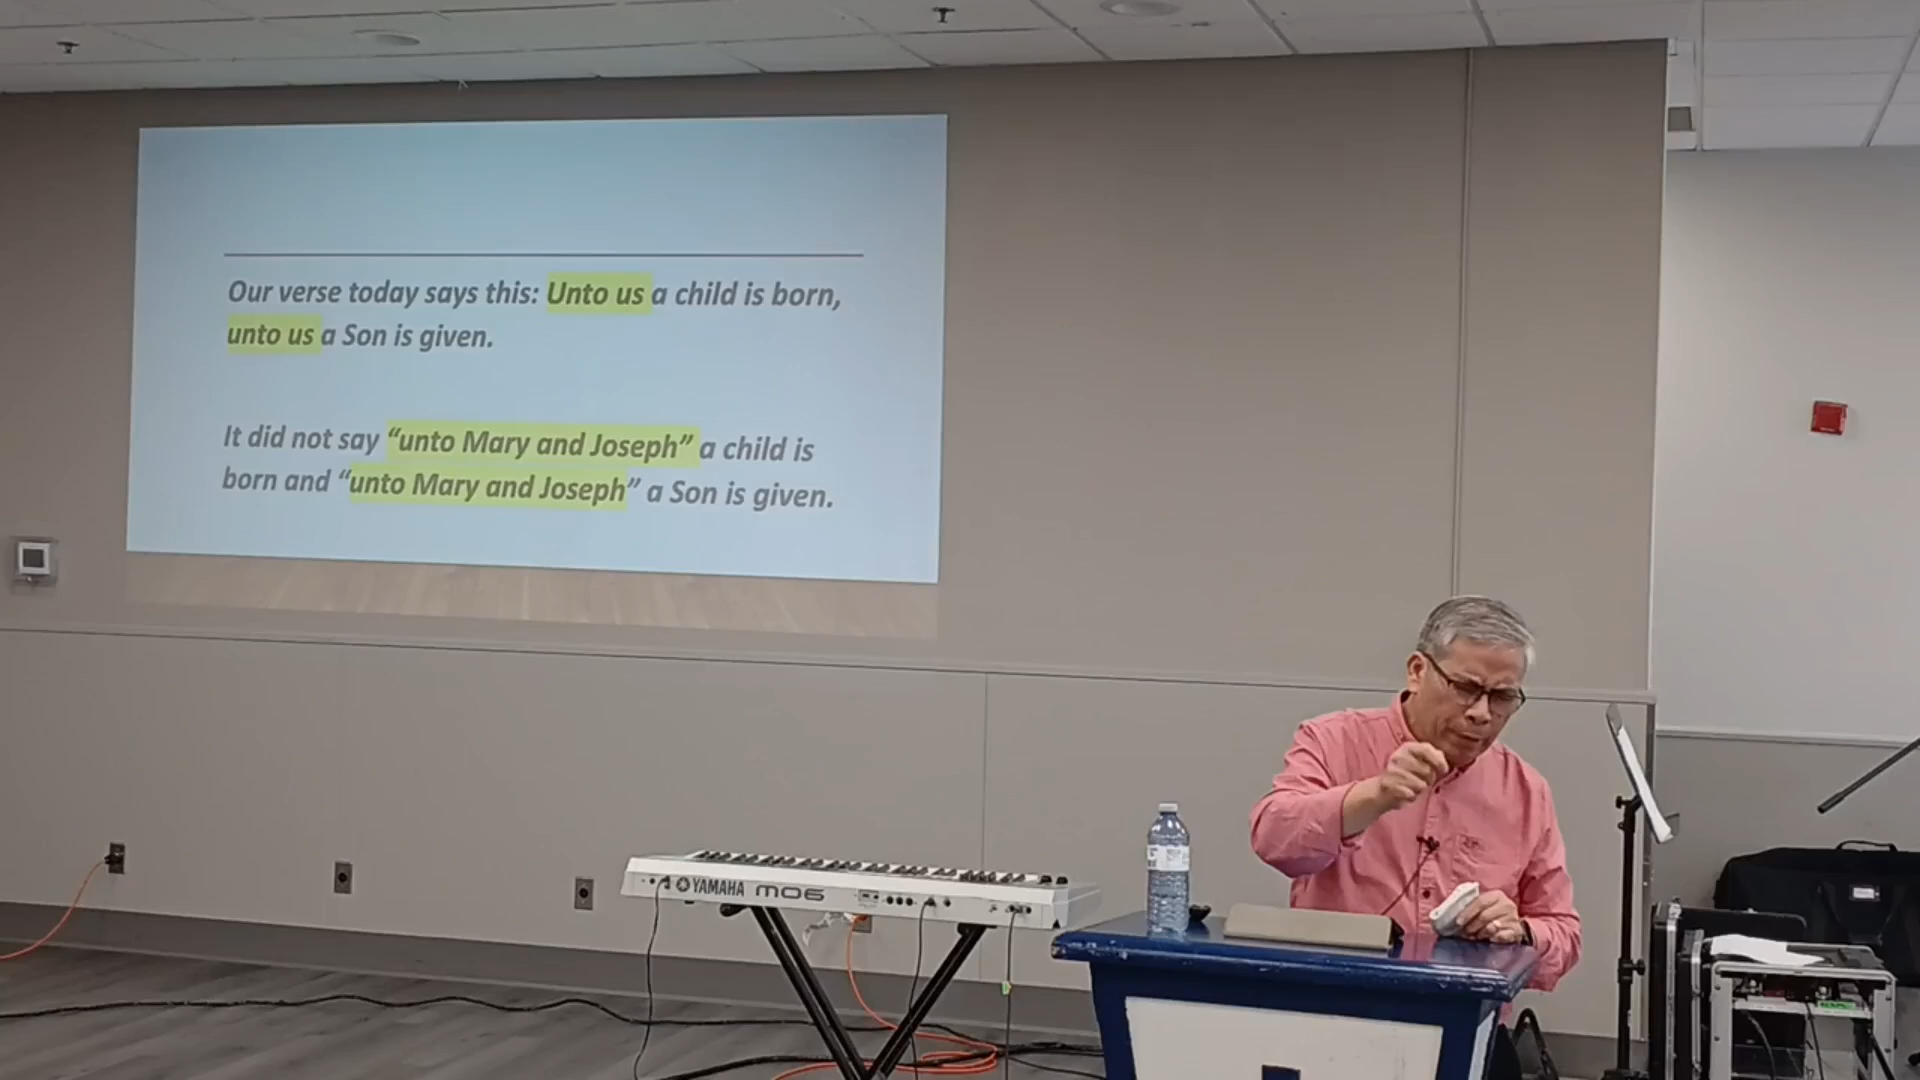 Our verse today says this: Unto us a child is born,
unto us a Son is given.
It did not say “unto Mary and Joseph” a child is
born and “unto Mary and Joseph” a Son is given.
YAMAHA MO6